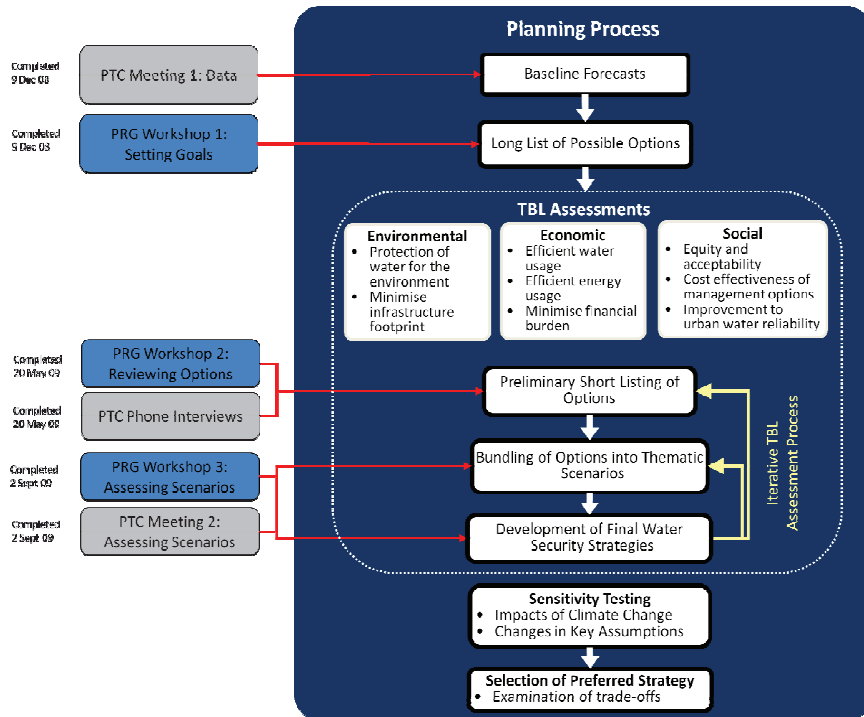 Planning Process
Completed
9 Dec 08
PTC Meeting 1: Data
Baseline Forecasts
Completed
9 Dec 08
PRG Workshop 1:
Setting Goals
Long List of Possible Options
TBL Assessments
Environmental
• Protection of
water for the
environment
• Minimise
infrastructure
footprint
Economic
• Efficient water
usage
• Efficient energy
usage
• Minimise financial
burden
Social
• Equity and
acceptability
• Cost effectiveness of
management options
• Improvement to
urban water reliability
Completed
20 May 09
PRG Workshop 2:
Reviewing Options
Completed
20 May 09
PTC Phone Interviews
Preliminary Short Listing of
Options
Completed
2 Sept 09
PRG Workshop 3:
Assessing Scenarios
Bundling of Options into Thematic
Scenarios
Completed
2 Sept 09
PTC Meeting 2:
Assessing Scenarios
Development of Final Water
Security Strategies
Iterative TBL
Assessment Process
Sensitivity Testing
• Impacts of Climate Change
• Changes in Key Assumptions
Selection of Preferred Strategy
• Examination of trade-offs